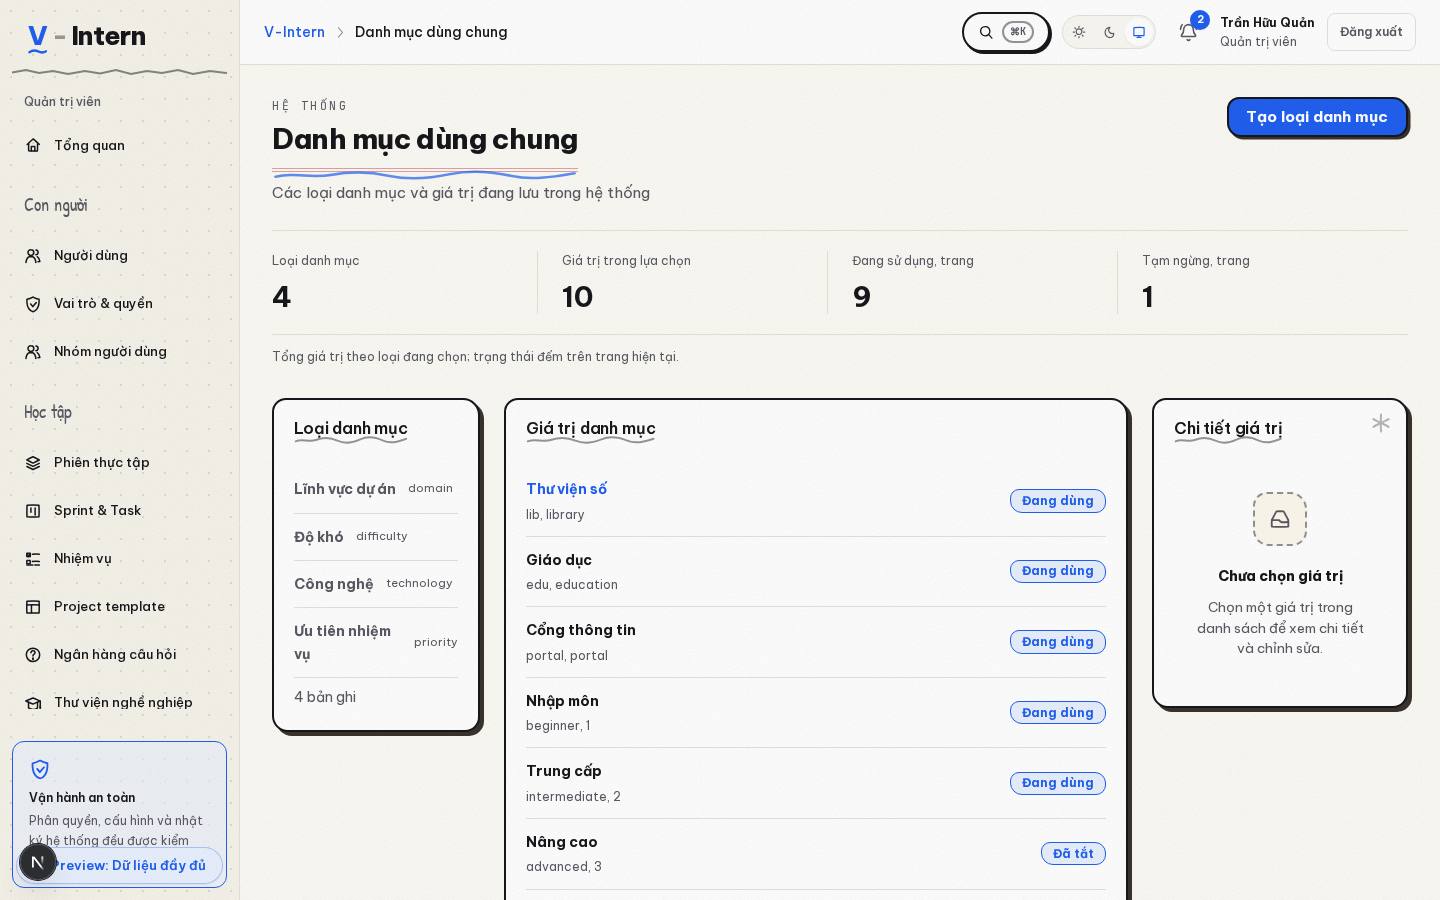 V - Intern
Quản trị viên
Tổng quan
Con người
Người dùng
Vai trò & quyền
Nhóm người dùng
Học tập
Phiên thực tập
Sprint & Task
Nhiệm vụ
Project template
Ngân hàng câu hỏi
Thư viện nghề nghiệp
Vận hành an toàn
Phân quyền, cấu hình và nhật
ký hệ thống đều được kiểm
N
Preview: Dữ liệu đầy đủ
V-Intern
Danh mục dùng chung
⌘K
2
Trần Hữu Quản
Quản trị viên
Đăng xuất
HỆ THỐNG
Danh mục dùng chung
Các loại danh mục và giá trị đang lưu trong hệ thống
Tạo loại danh mục
Loại danh mục
4
Giá trị trong lựa chọn
10
Đang sử dụng, trang
9
Tạm ngừng, trang
1
Tổng giá trị theo loại đang chọn; trạng thái đếm trên trang hiện tại.
Loại danh mục
Lĩnh vực dự án domain
Độ khó difficulty
Công nghệ technology
Ưu tiên nhiệm
vụ
priority
4 bản ghi
Giá trị danh mục
Thư viện số
lib, library
Đang dùng
Giáo dục
edu, education
Đang dùng
Cổng thông tin
portal, portal
Đang dùng
Nhập môn
beginner, 1
Đang dùng
Trung cấp
intermediate, 2
Đang dùng
Nâng cao
advanced, 3
Đã tắt
Chi tiết giá trị
Chưa chọn giá trị
Chọn một giá trị trong
danh sách để xem chi tiết
và chỉnh sửa.